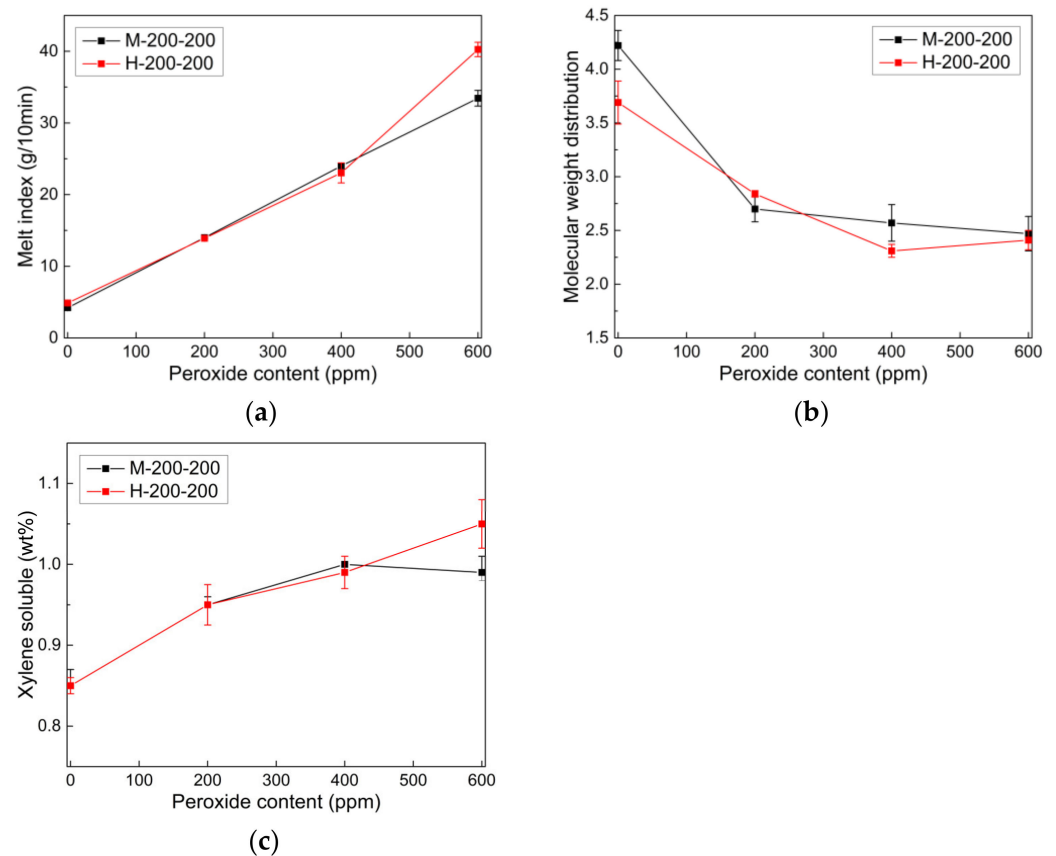 M-200-200
H-200-200
Melt index (g/10min)
40
30
20
10
0
0 100 200 300 400 500 600
Peroxide content (ppm)
(a)
M-200-200
H-200-200
Molecular weight distribution
4.5
4.0
3.5
3.0
2.5
2.0
1.5
0 100 200 300 400 500 600
Peroxide content (ppm)
(b)
M-200-200
H-200-200
Xylene soluble (wt%)
1.1
1.0
0.9
0.8
0 100 200 300 400 500 600
Peroxide content (ppm)
(c)